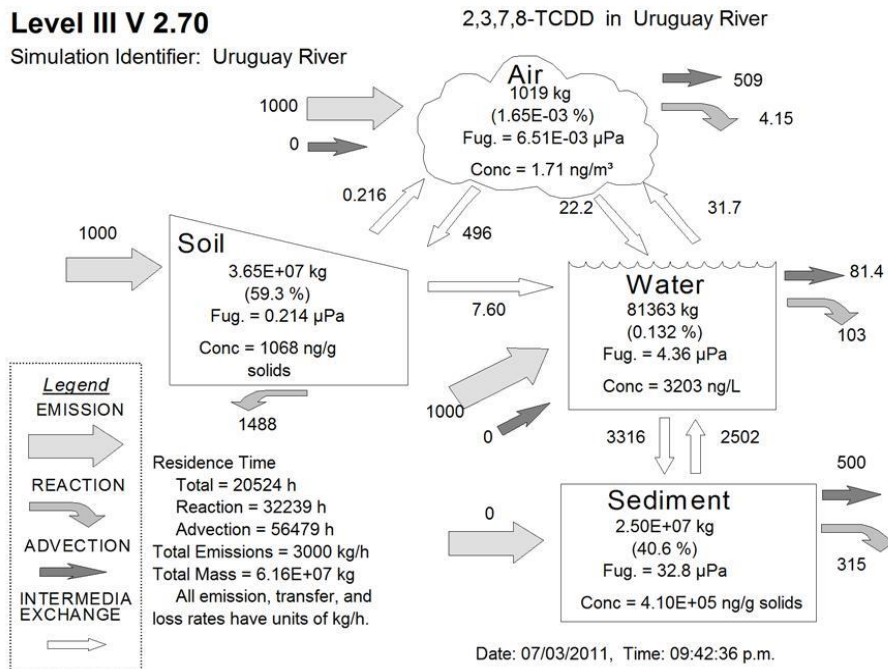 Level III V 2.70
Simulation Identifier: Uruguay River
2,3,7,8-TCDD in Uruguay River
Air
1019 kg
(1.65E-03 %)
Fug. = 6.51E-03 µPa
Conc = 1.71 ng/m³
1000
0
509
4.15
0.216
496
22.2
31.7
1000
Soil
3.65E+07 kg
(59.3 %)
Fug. = 0.214 µPa
Conc = 1068 ng/g
solids
7.60
1488
Water
81363 kg
(0.132 %)
Fug. = 4.36 µPa
Conc = 3203 ng/L
81.4
103
1000
0
3316
2502
Legend
EMISSION
REACTION
ADVECTION
INTERMEDIA
EXCHANGE
Residence Time
Total = 20524 h
Reaction = 32239 h
Advection = 56479 h
Total Emissions = 3000 kg/h
Total Mass = 6.16E+07 kg
All emission, transfer, and
loss rates have units of kg/h.
0
Sediment
2.50E+07 kg
(40.6 %)
Fug. = 32.8 µPa
Conc = 4.10E+05 ng/g solids
500
315
Date: 07/03/2011, Time: 09:42:36 p.m.